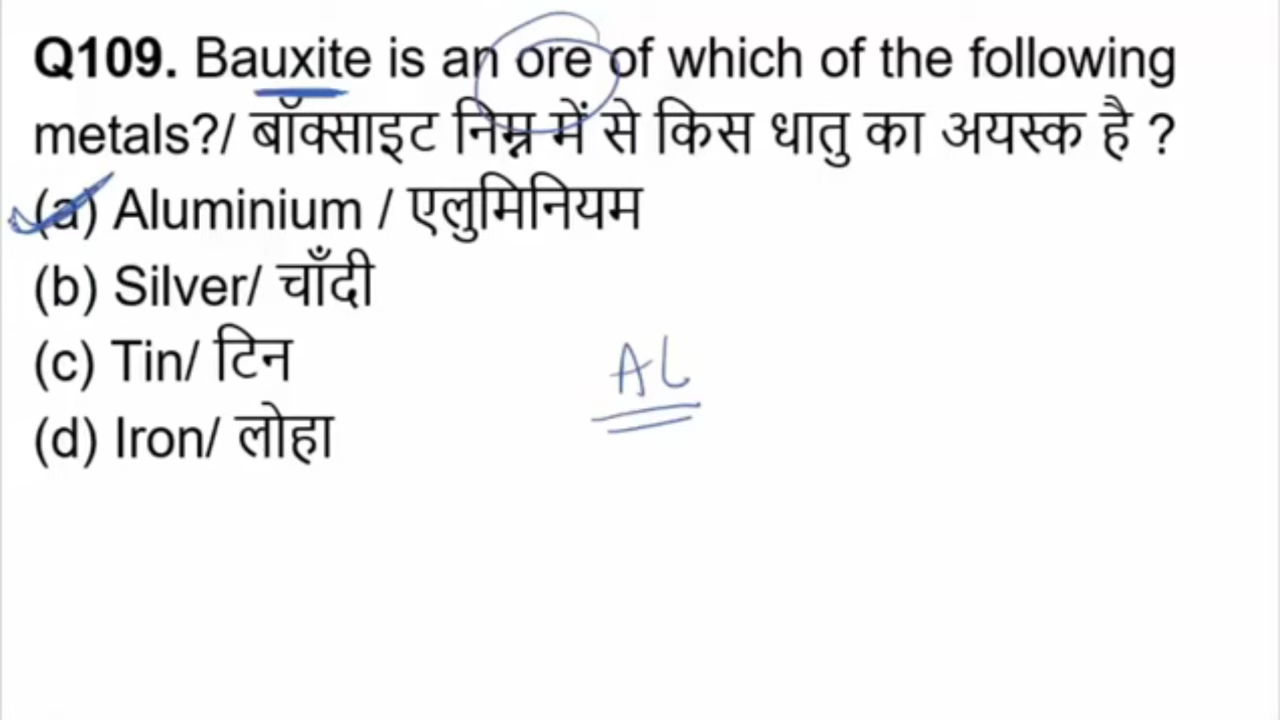 Q109. Bauxite is an ore of which of the following
metals?/ बॉक्साइट निम्न में से किस धातु का अयस्क है ?
(a) Aluminium / एलुमिनियम
(b) Silver/ चाँदी
(c) Tin/ टिन
AL
(d) Iron/ लोहा